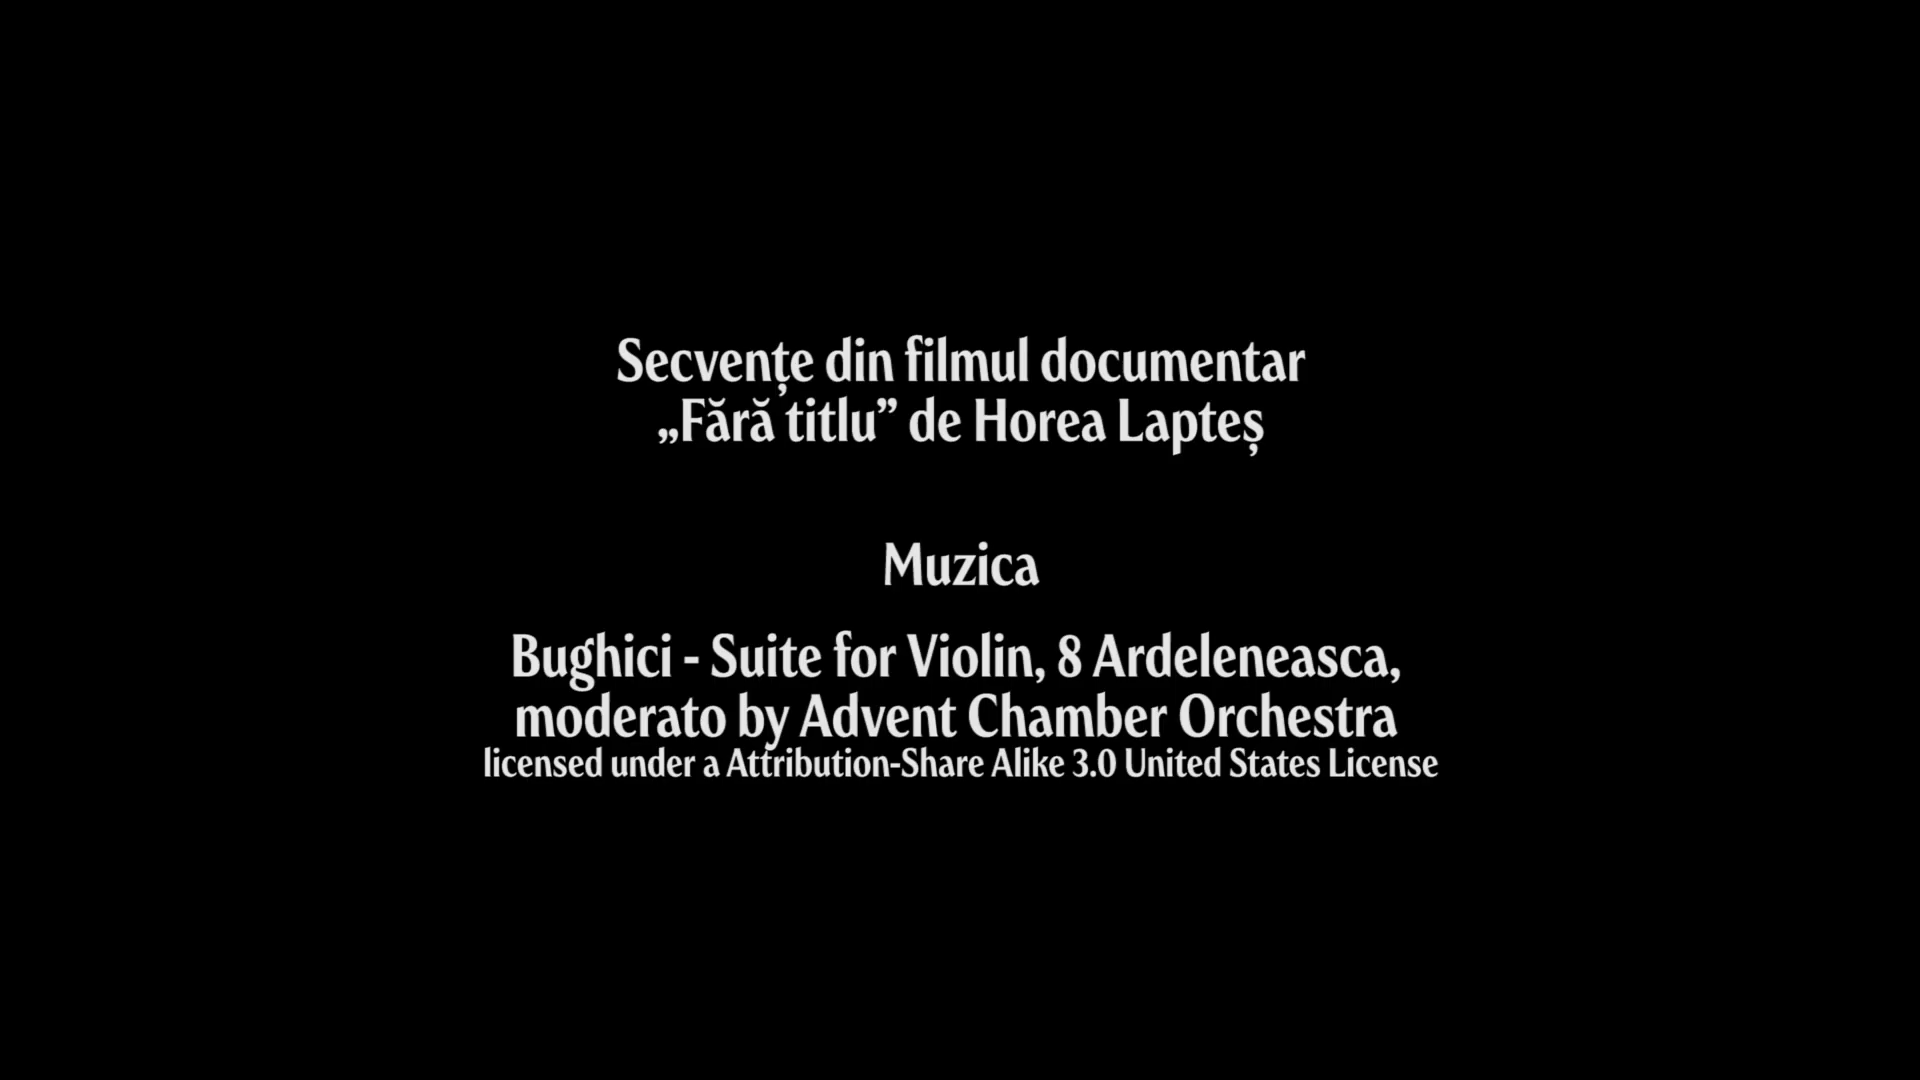 Secvențe din filmul documentar
„Fără titlu” de Horea Lapteș
Muzica
Bughici - Suite for Violin, 8 Ardeleneasca,
moderato by Advent Chamber Orchestra
licensed under a Attribution-Share Alike 3.0 United States License